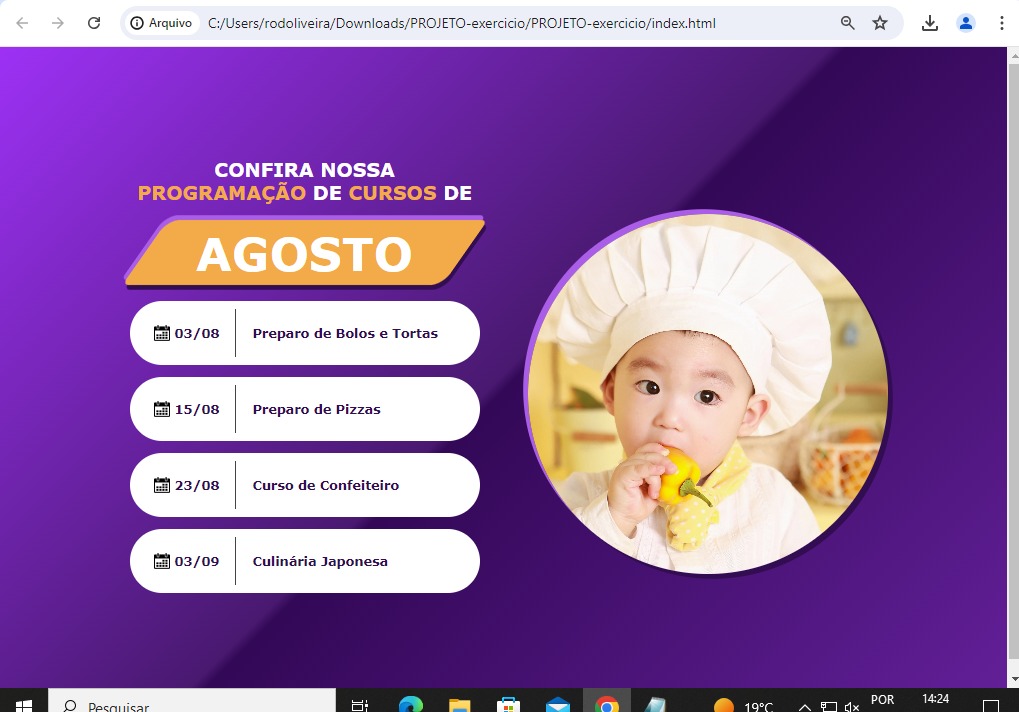 Arquivo C:/Users/rodoliveira/Downloads/PROJETO-exercicio/PROJETO-exercicio/index.html
CONFIRA NOSSA
PROGRAMAÇÃO DE CURSOS DE
AGOSTO
03/08 Preparo de Bolos e Tortas
15/08 Preparo de Pizzas
23/08 Curso de Confeiteiro
03/09 Culinária Japonesa
Pesquisar 19°C POR 14:24